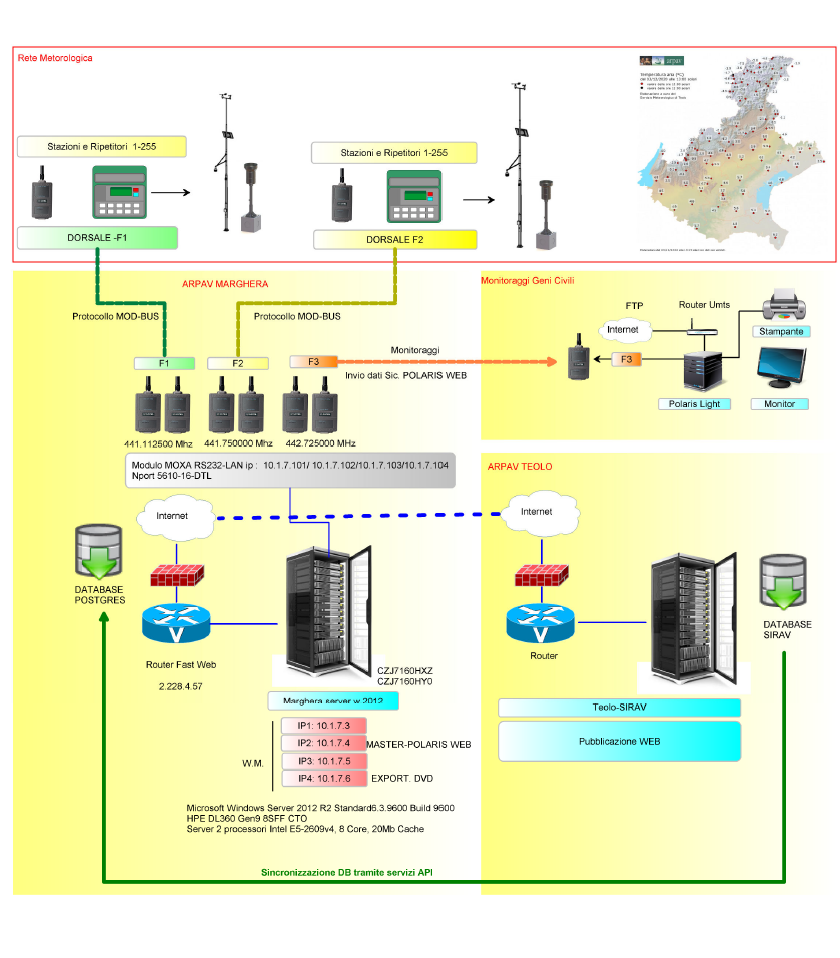 Rete Metorologica
arpav
Temperatura aria (°C)
Stazioni e Ripetitori 1-255
Stazioni e Ripetitori 1-255
DORSALE -F1
DORSALE F2
ARPAV MARGHERA
Monitoraggi Geni Civili
Protocollo MOD-BUS
Protocollo MOD-BUS
FTP
Router Umts
Internet
Stampante
Monitoraggi
F1
F2
F3
F3
Invio dati Sic. POLARIS WEB
Polaris Light
Monitor
441.112500 Mhz
441.750000 Mhz
442.725000 MHz
Modulo MOXA RS232-LAN ip : 10.1.7.101/ 10.1.7.102/10.1.7.103/10.1.7.104
Nport 5610-16-DTL
ARPAV TEOLO
Internet
Internet
DATABASE
POSTGRES
DATABASE
SIRAV
Router Fast Web
2.228.4.57
Router
CZJ7160HXZ
CZJ7160HY0
Marghera server w 2012
Teolo-SIRAV
Pubblicazione WEB
W.M.
IP1: 10.1.7.3
IP2: 10.1.7.4
MASTER-POLARIS WEB
IP3: 10.1.7.5
IP4: 10.1.7.6
EXPORT. DVD
Microsoft Windows Server 2012 R2 Standard6.3.9600 Build 9600
HPE DL360 Gen9 8SFF CTO
Server 2 processori Intel E5-2609v4, 8 Core, 20Mb Cache
Sincronizzazione DB tramite servizi API